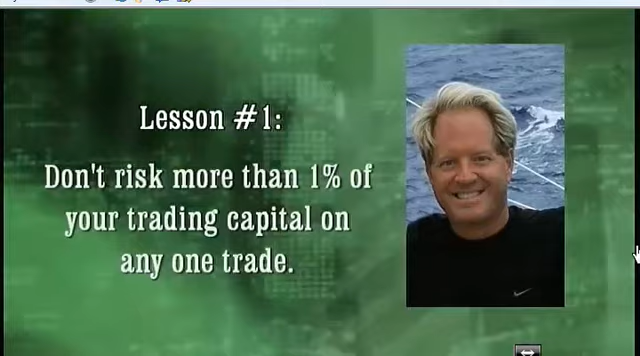 Lesson #1:
Don't risk more than 1% of
your trading capital on
any one trade.